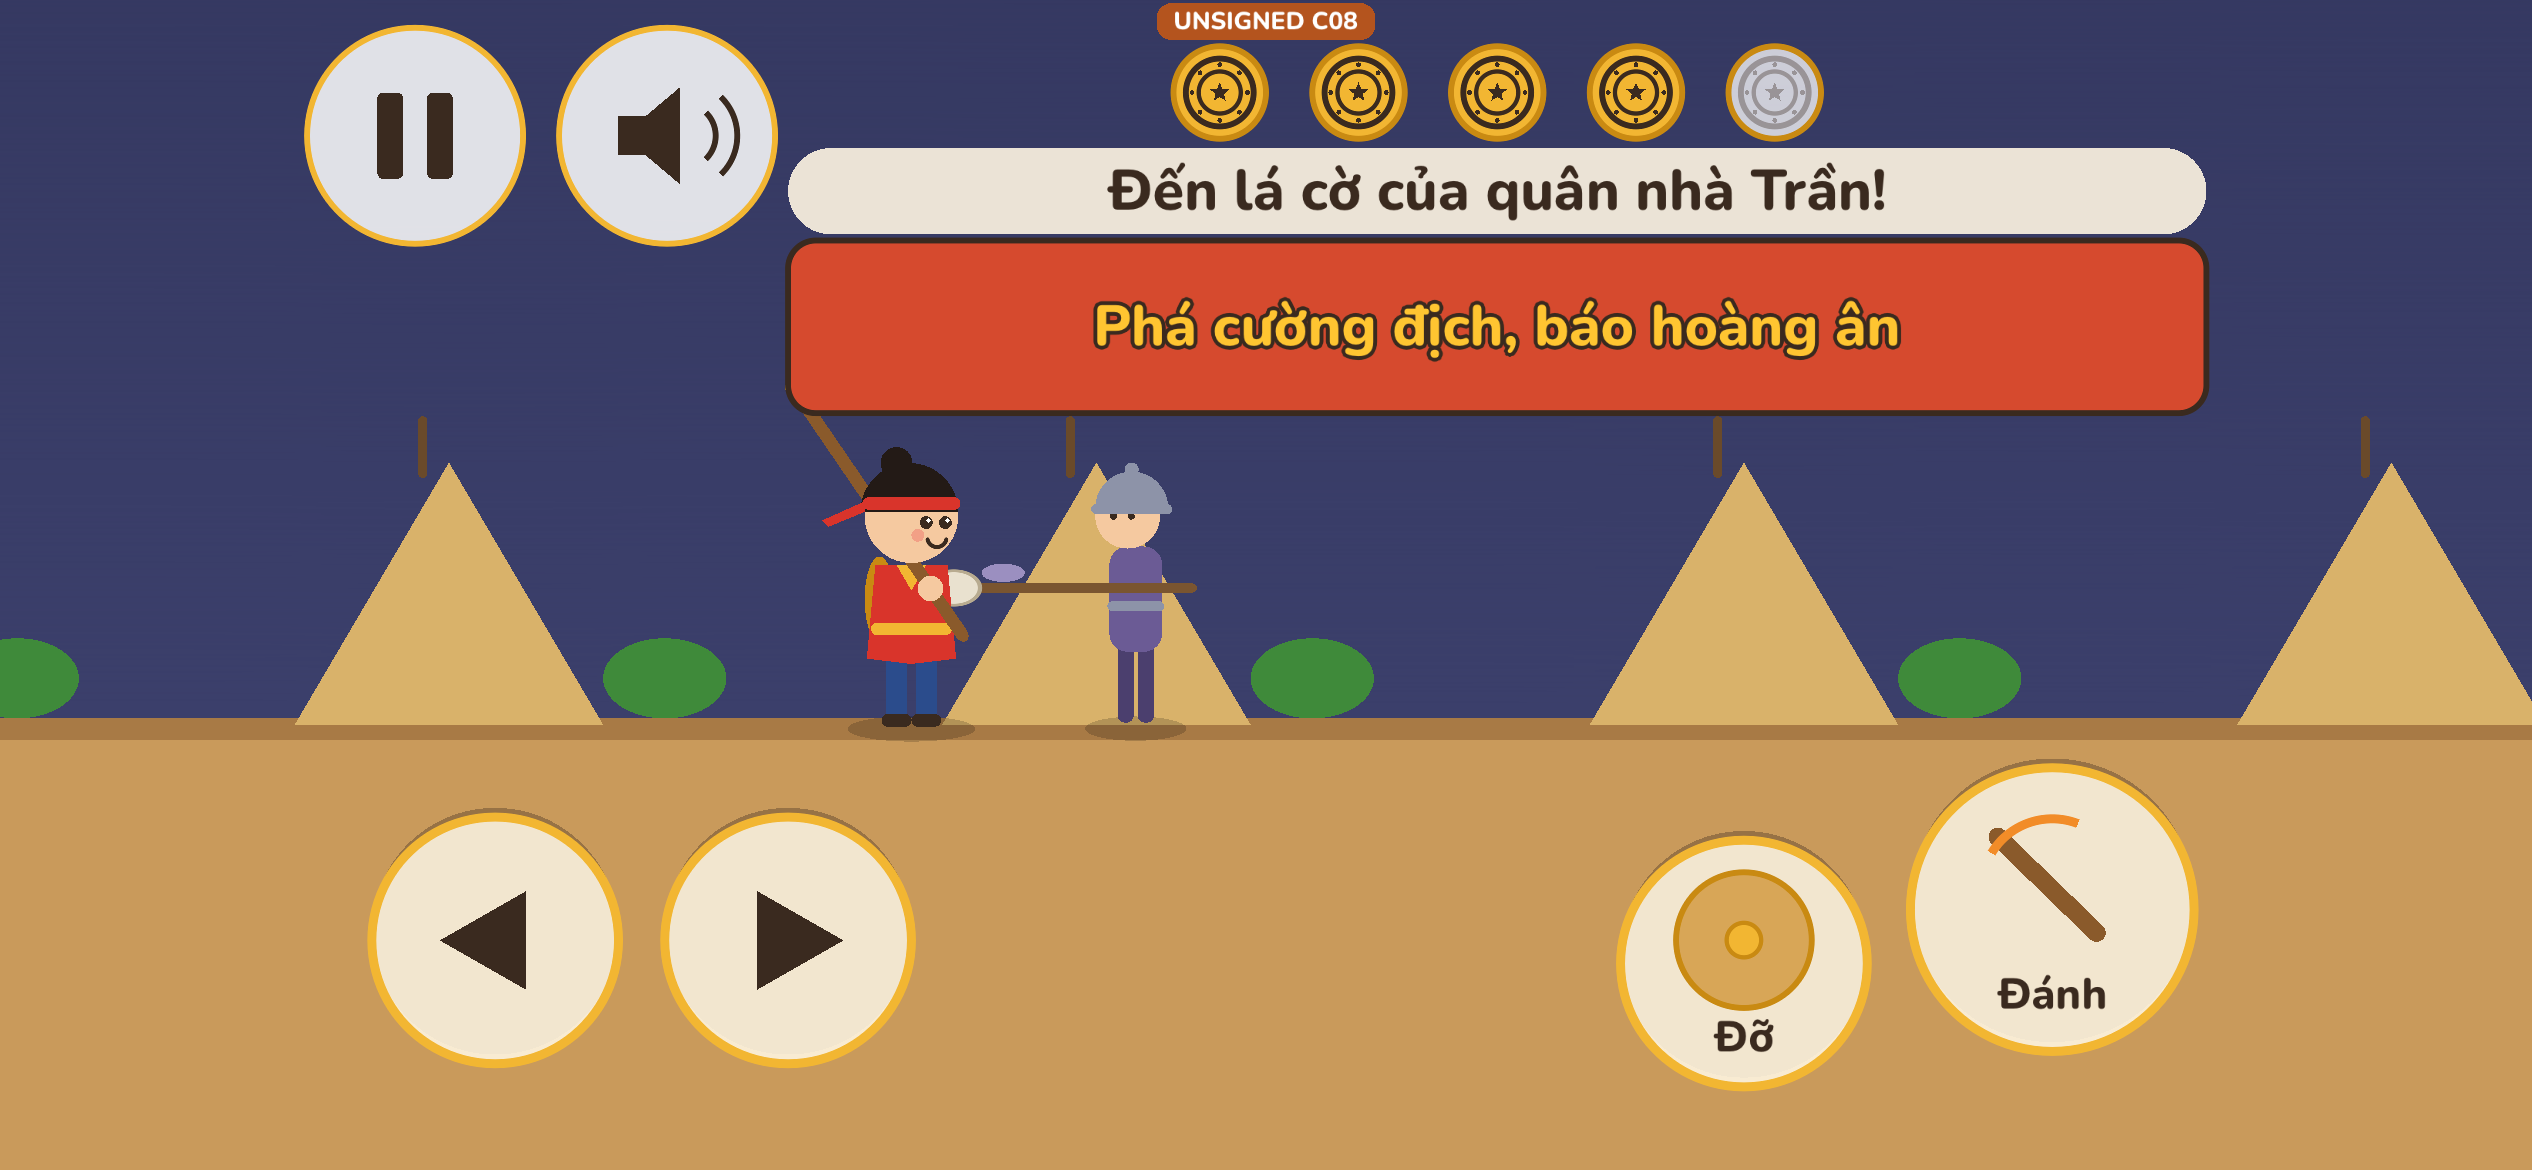 UNSIGNED C08
Đến lá cờ của quân nhà Trần!
Phá cường địch, báo hoàng ân
Đỡ
Đánh